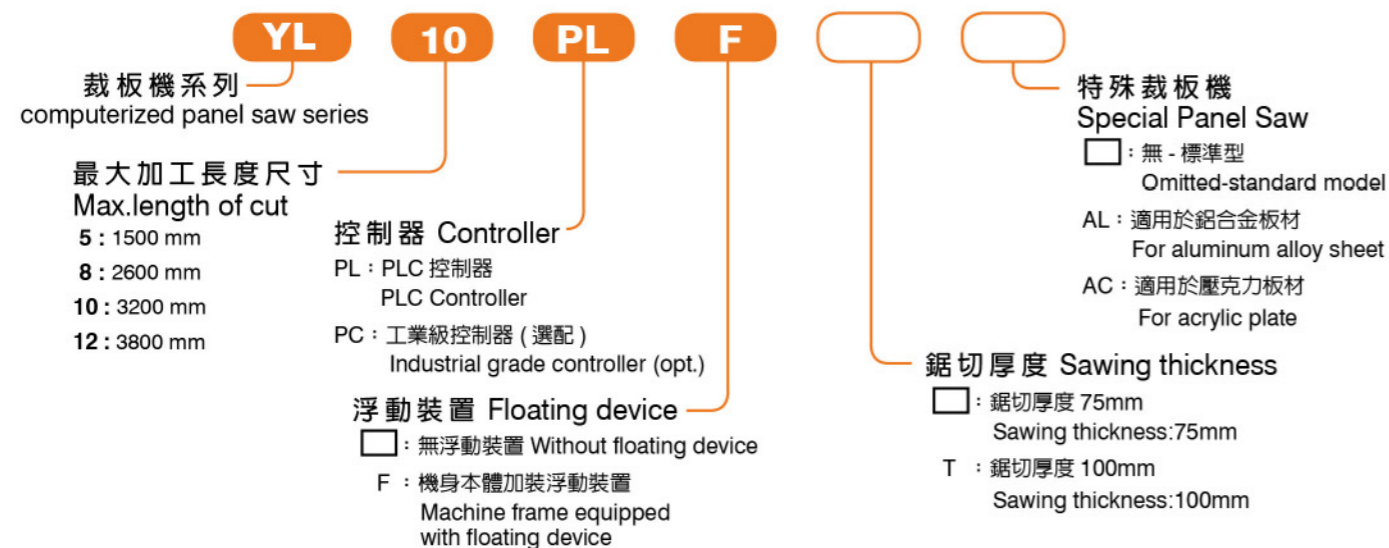 YL 10 PL F
裁板機系列
computerized panel saw series
最大加工長度尺寸
Max.length of cut
5 : 1500 mm
8 : 2600 mm
10 : 3200 mm
12 : 3800 mm
控制器 Controller
PL：PLC 控制器
PLC Controller
PC：工業級控制器 ( 選配 )
Industrial grade controller (opt.)
浮動裝置 Floating device
：無浮動裝置 Without floating device
F ：機身本體加裝浮動裝置
Machine frame equipped
with floating device
特殊裁板機
Special Panel Saw
：無 - 標準型
Omitted-standard model
AL：適用於鋁合金板材
For aluminum alloy sheet
AC：適用於壓克力板材
For acrylic plate
鋸切厚度 Sawing thickness
：鋸切厚度 75mm
Sawing thickness:75mm
T ：鋸切厚度 100mm
Sawing thickness:100mm